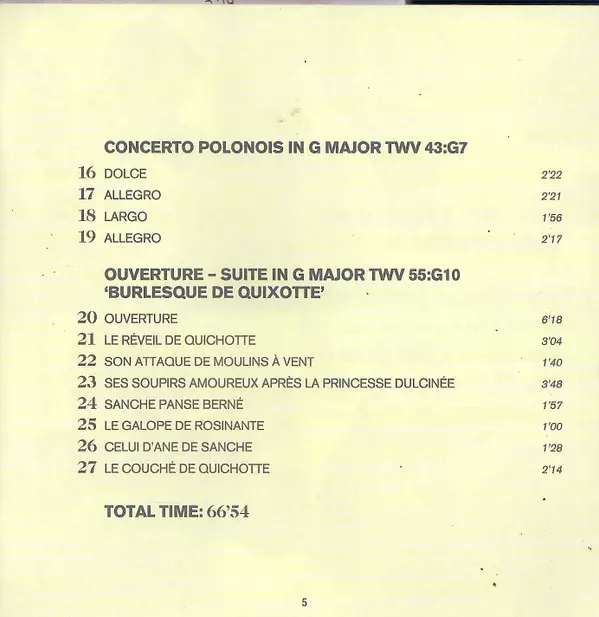 CONCERTO POLONOIS IN G MAJOR TWV 43:G7
16 DOLCE 2'22
17 ALLEGRO 2'21
18 LARGO 1'56
19 ALLEGRO 2'17
OUVERTURE – SUITE IN G MAJOR TWV 55:G10
‘BURLESQUE DE QUIXOTTE’
20 OUVERTURE 6'18
21 LE RÉVEIL DE QUICHOTTE 3'04
22 SON ATTAQUE DE MOULINS À VENT 1'40
23 SES SOUPIRS AMOUREUX APRÈS LA PRINCESSE DULCINÉE 3'48
24 SANCHE PANSE BERNÉ 1'57
25 LE GALOPE DE ROSINANTE 1'00
26 CELUI D'ANE DE SANCHE 1'28
27 LE COUCHÉ DE QUICHOTTE 2'14
TOTAL TIME: 66'54
5